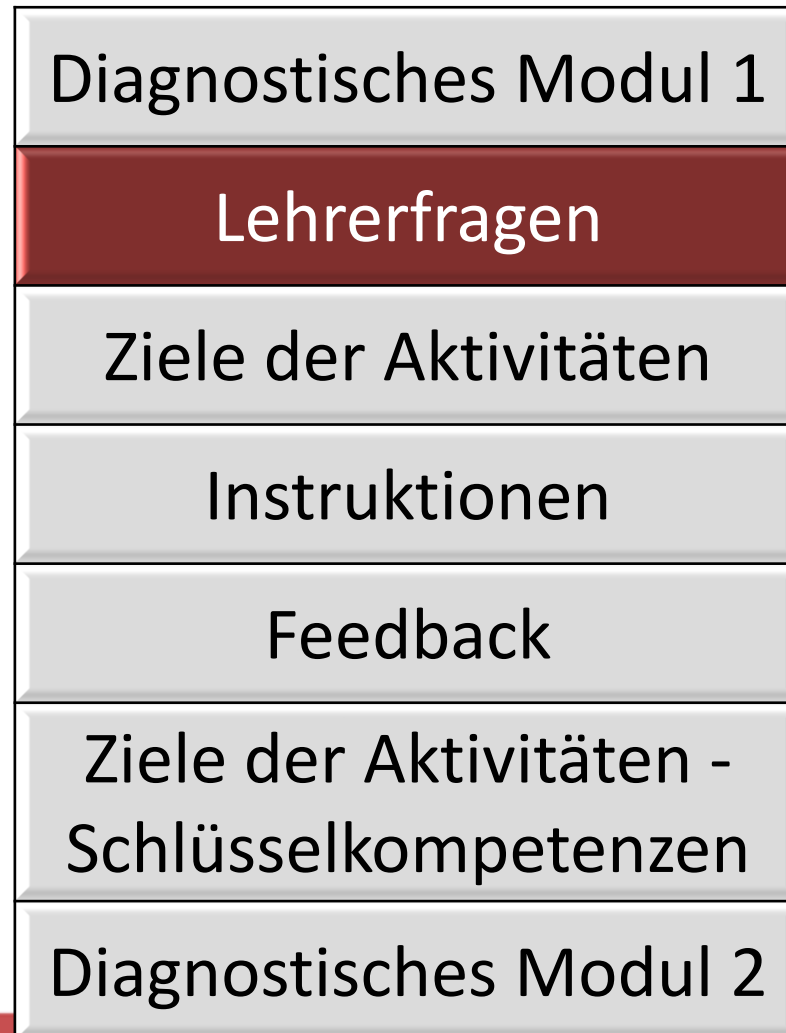 Diagnostisches Modul 1
Lehrerfragen
Ziele der Aktivitäten
Instruktionen
Feedback
Ziele der Aktivitäten -
Schlüsselkompetenzen
Diagnostisches Modul 2